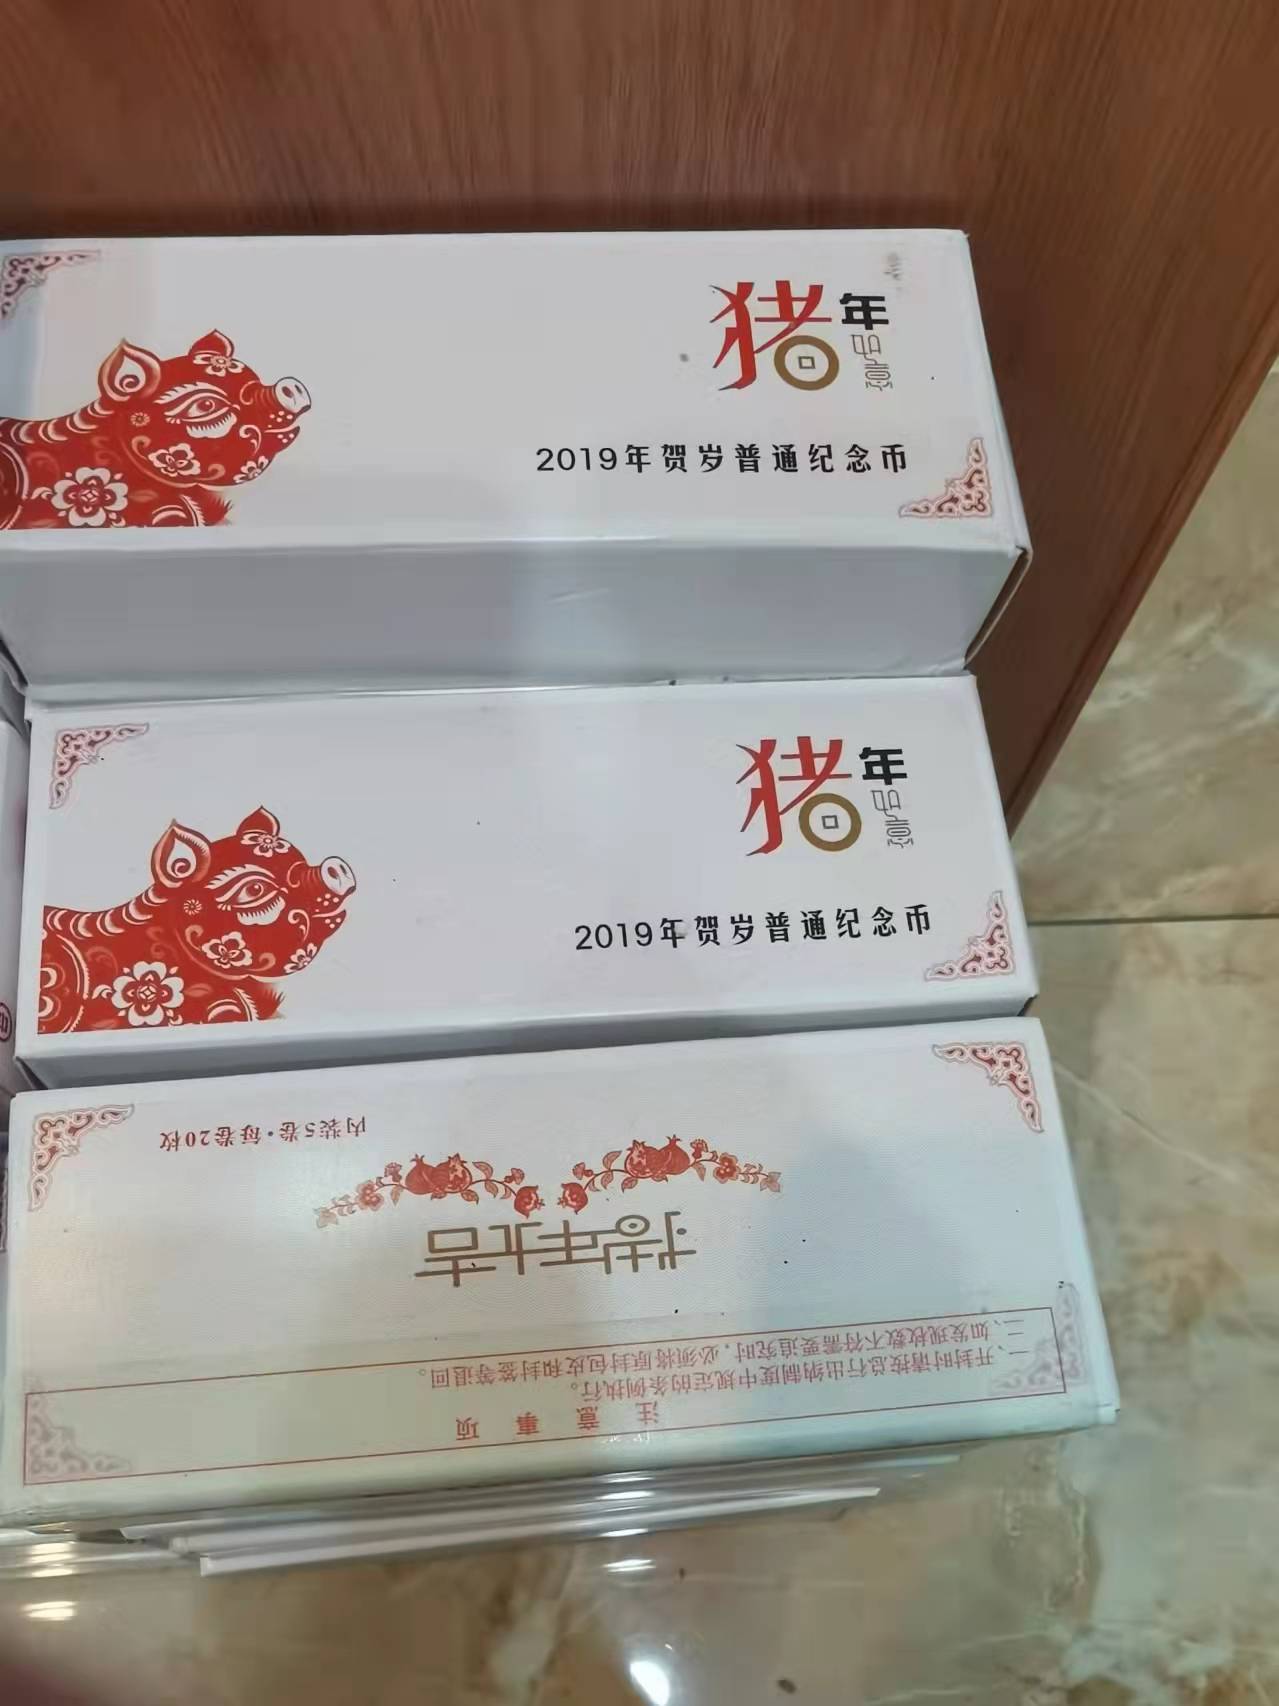 猪年
2019年贺岁普通纪念币
猪年
2019年贺岁普通纪念币
注意事项
一、开封时请按总行出纳制度中规定的条例执行。
二、如发现枚数不符需要追究时,必须将原封包皮和封签等退回。
猪年大吉
内装5卷·每卷20枚